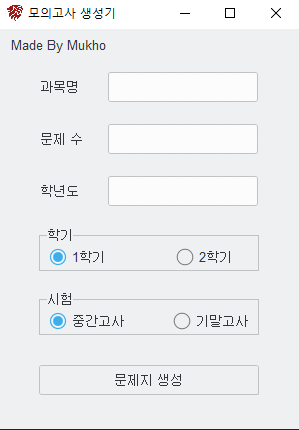 모의고사 생성기
Made By Mukho
과목명
문제 수
학년도
학기
1학기 2학기
시험
중간고사 기말고사
문제지 생성